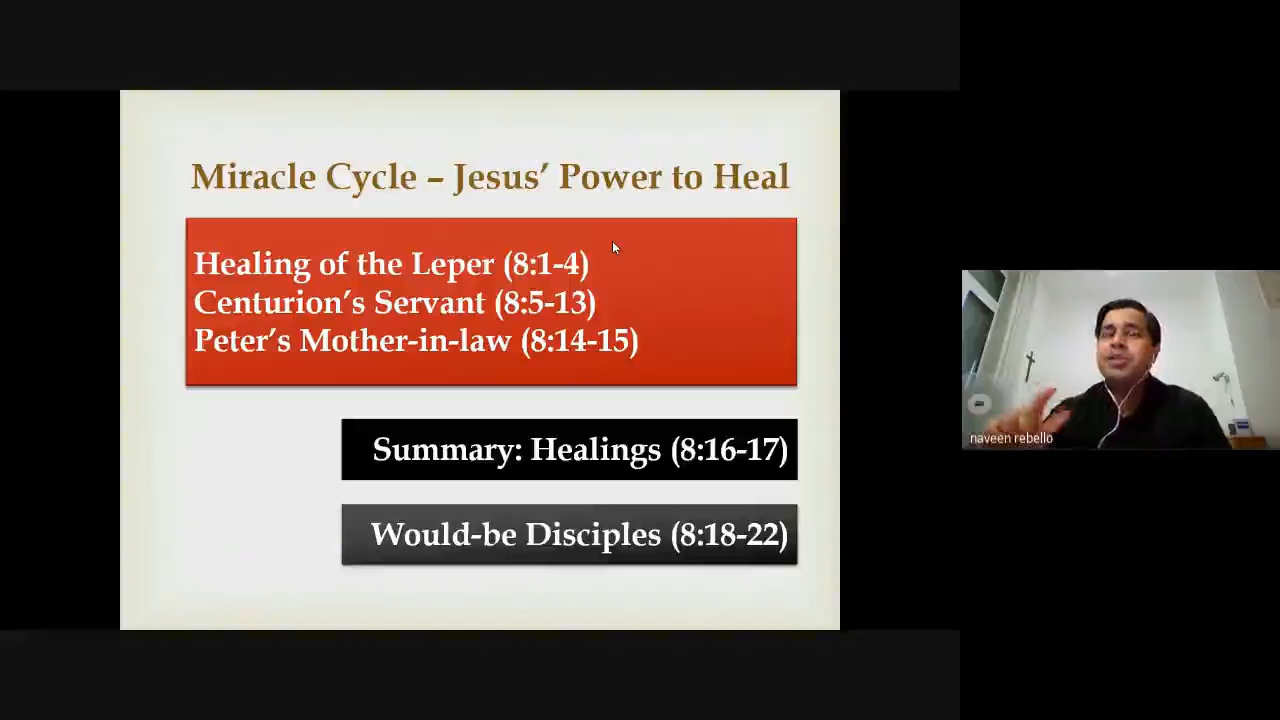 Miracle Cycle – Jesus’ Power to Heal
Healing of the Leper (8:1-4)
Centurion’s Servant (8:5-13)
Peter’s Mother-in-law (8:14-15)
Summary: Healings (8:16-17)
Would-be Disciples (8:18-22)
naveen rebello